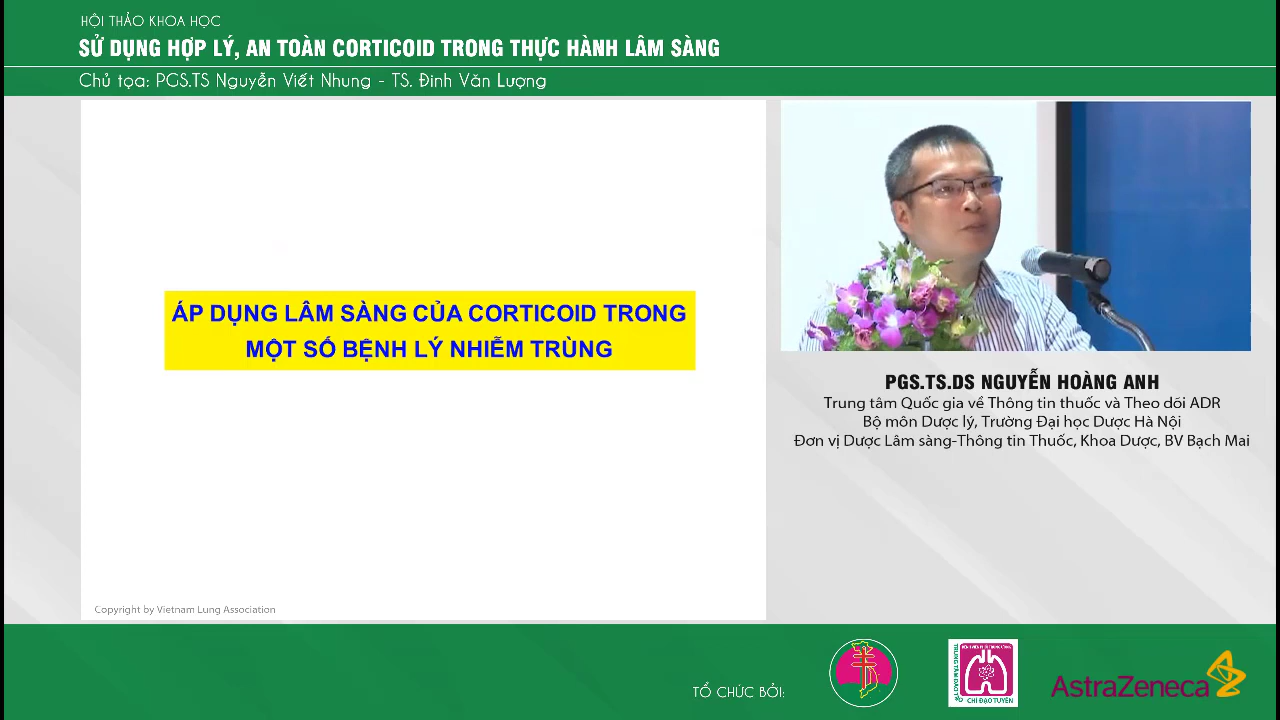 HỘI THẢO KHOA HỌC
SỬ DỤNG HỢP LÝ, AN TOÀN CORTICOID TRONG THỰC HÀNH LÂM SÀNG
Chủ tọa: PGS.TS Nguyễn Viết Nhung - TS. Đinh Văn Lượng
ÁP DỤNG LÂM SÀNG CỦA CORTICOID TRONG
MỘT SỐ BỆNH LÝ NHIỄM TRÙNG
Copyright by Vietnam Lung Association
PGS.TS.DS NGUYỄN HOÀNG ANH
Trung tâm Quốc gia về Thông tin thuốc và Theo dõi ADR
Bộ môn Dược lý, Trường Đại học Dược Hà Nội
Đơn vị Dược Lâm sàng-Thông tin Thuốc, Khoa Dược, BV Bạch Mai
TỔ CHỨC BỞI:
CHỈ ĐẠO TUYẾN
AstraZeneca